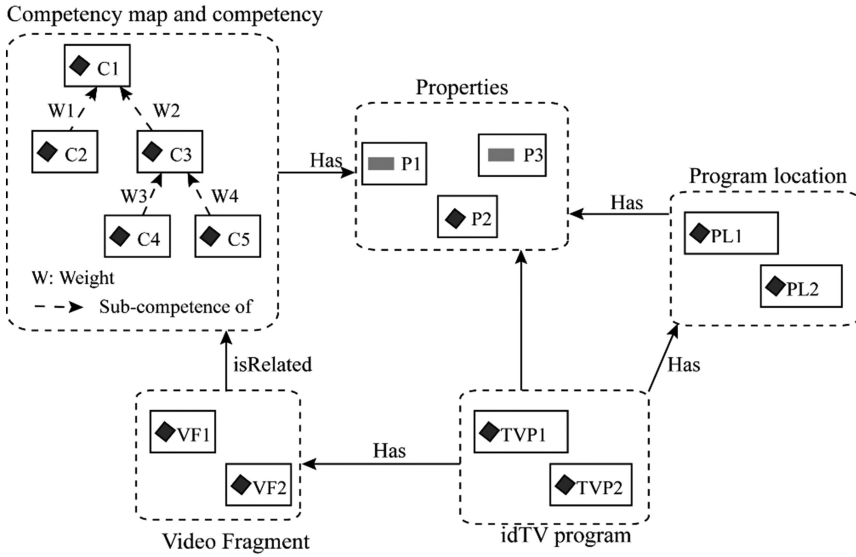 Competency map and competency
C1
W1
W2
C2
C3
W3
W4
C4
C5
W: Weight
Sub-competence of
Has
Properties
P1
P3
P2
Program location
Has
PL1
PL2
isRelated
Has
VF1
VF2
Video Fragment
Has
TVP1
TVP2
idTV program